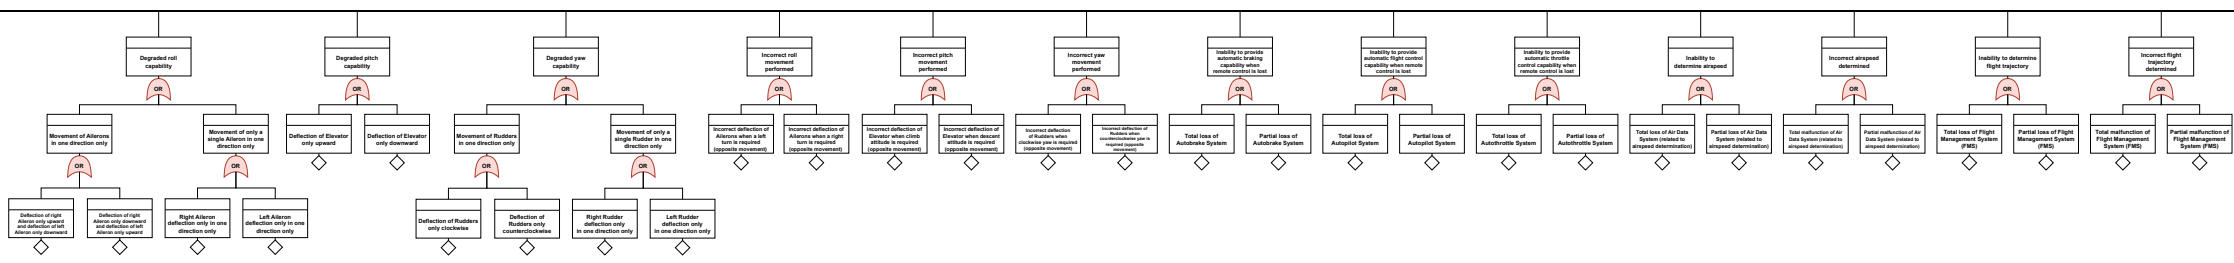 Degraded roll
capability
Degraded pitch
capability
Degraded yaw
capability
Incorrect roll
movement
performed
Incorrect pitch
movement
performed
Incorrect yaw
movement
performed
Inability to provide
automatic braking
capability when
remote control is lost
Inability to provide
automatic flight control
capability when remote
control is lost
Inability to provide
automatic throttle
control capability when
remote control is lost
Inability to
determine airspeed
Incorrect airspeed
determined
Inability to determine
flight trajectory
Incorrect flight
trajectory
determined
OR
OR
OR
OR
OR
OR
OR
OR
OR
OR
OR
OR
OR
Movement of Ailerons
in one direction only
Movement of only a
single Aileron in one
direction only
Deflection of Elevator
only upward
Deflection of Elevator
only downward
Movement of Rudders
in one direction only
Movement of only a
single Rudder in one
direction only
Incorrect deflection of
Ailerons when a left
turn is required
(opposite movement)
Incorrect deflection of
Ailerons when a right
turn is required
(opposite movement)
Incorrect deflection of
Elevator when climb
attitude is required
(opposite movement)
Incorrect deflection of
Elevator when descent
attitude is required
(opposite movement)
Incorrect deflection
of Rudders when
clockwise yaw is required
(opposite movement)
Incorrect deflection of
Rudders when
counterclockwise yaw is
required (opposite
movement)
Total loss of
Autobrake System
Partial loss of
Autobrake System
Total loss of
Autopilot System
Partial loss of
Autopilot System
Total loss of
Autothrottle System
Partial loss of
Autothrottle System
Total loss of Air Data
System (related to
airspeed determination)
Partial loss of Air Data
System (related to
airspeed determination)
Total malfunction of Air
Data System (related to
airspeed determination)
Partial malfunction of Air
Data System (related to
airspeed determination)
Total loss of Flight
Management System
(FMS)
Partial loss of Flight
Management System
(FMS)
Total malfunction of
Flight Management
System (FMS)
Partial malfunction of
Flight Management
System (FMS)
OR
OR
OR
OR
Deflection of right
Aileron only upward
and deflection of left
Aileron only downward
Deflection of right
Aileron only downward
and deflection of left
Aileron only upward
Right Aileron
deflection only in one
direction only
Left Aileron
deflection only in one
direction only
Deflection of Rudders
only clockwise
Deflection of
Rudders only
counterclockwise
Right Rudder
deflection only
in one direction only
Left Rudder
deflection only
in one direction only